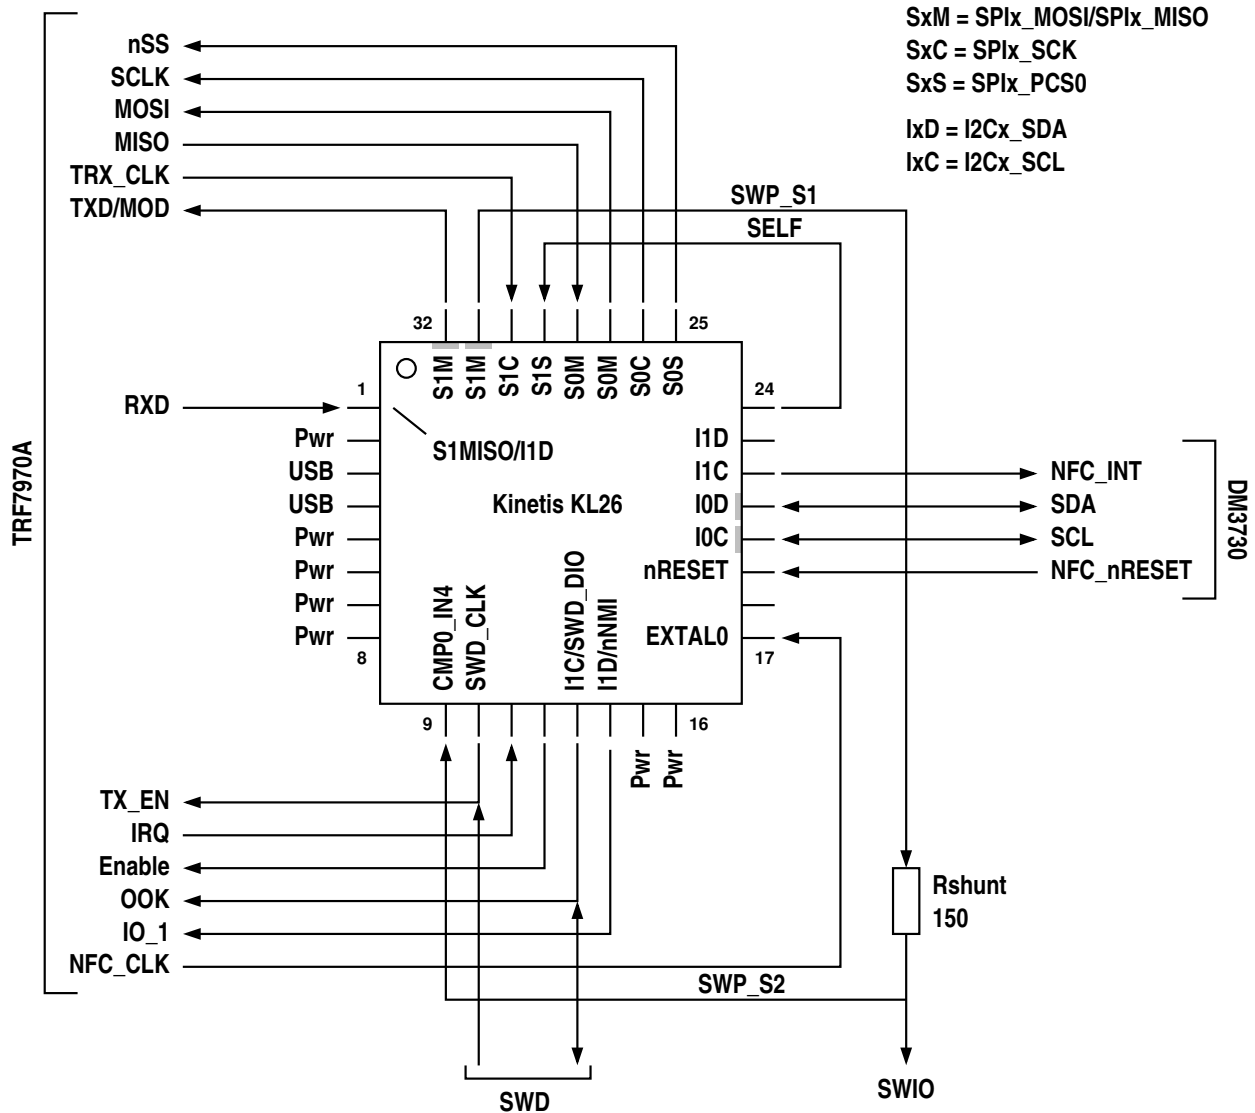 SxM = SPIx_MOSI/SPIx_MISO
SxC = SPIx_SCK
SxS = SPIx_PCS0
IxD = I2Cx_SDA
IxC = I2Cx_SCL
nSS
SCLK
MOSI
MISO
TRX_CLK
TXD/MOD
SWP_S1
SELF
32
25
S1M
S1M
S1C
S1S
S0M
S0M
S0C
S0S
1
24
RXD
Pwr
USB
USB
Pwr
Pwr
Pwr
Pwr
8
S1MISO/I1D
Kinetis KL26
I1D
I1C
I0D
I0C
nRESET
EXTAL0
17
NFC_INT
SDA
SCL
NFC_nRESET
DM3730
TRF7970A
CMP0_IN4
SWD_CLK
I1C/SWD_DIO
I1D/nNMI
9
16
Pwr
Pwr
TX_EN
IRQ
Enable
OOK
IO_1
NFC_CLK
Rshunt
150
SWP_S2
SWD
SWIO